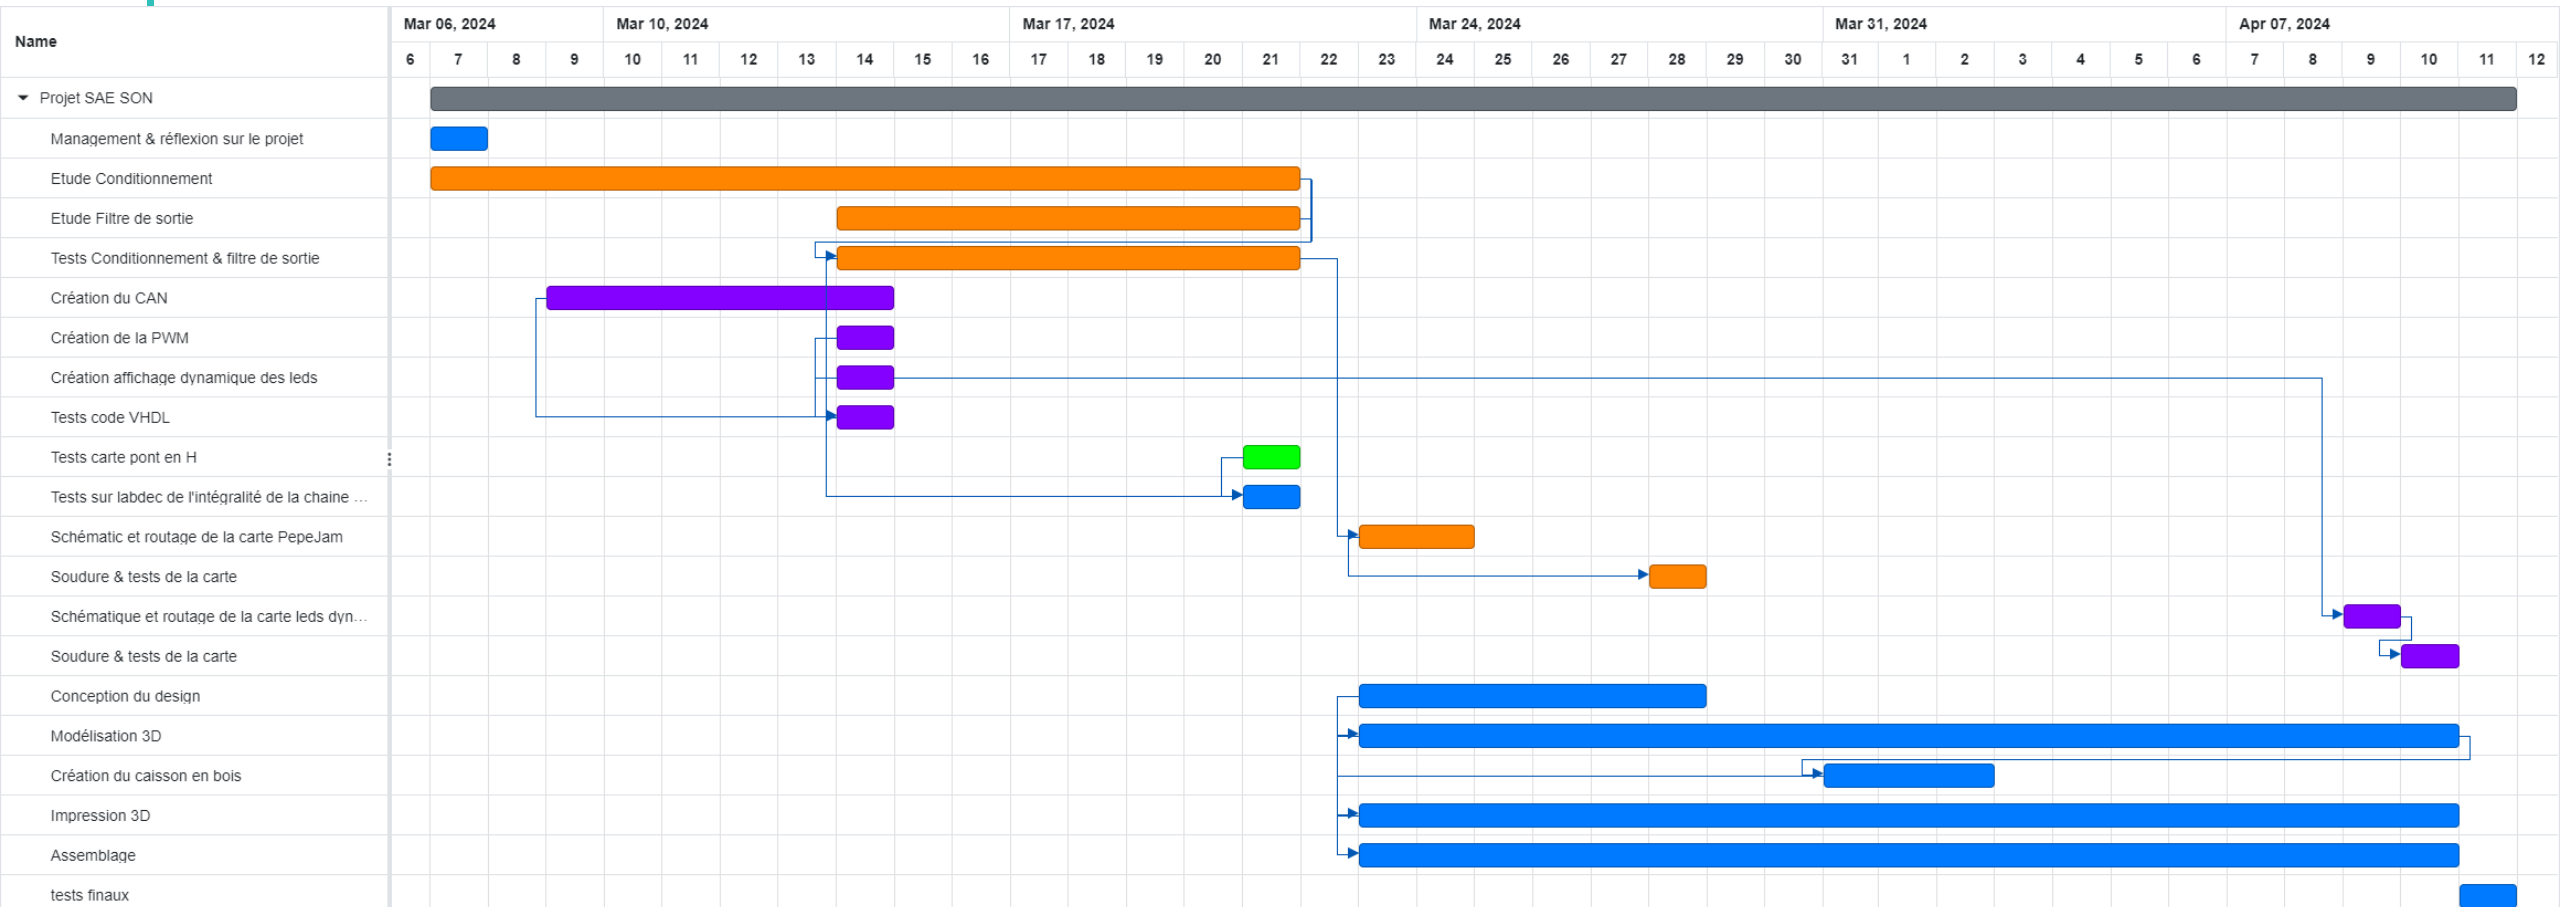 Mar 06, 2024 Mar 10, 2024 Mar 17, 2024 Mar 24, 2024 Mar 31, 2024 Apr 07, 2024
Name
6 7 8 9 10 11 12 13 14 15 16 17 18 19 20 21 22 23 24 25 26 27 28 29 30 31 1 2 3 4 5 6 7 8 9 10 11 12
Projet SAE SON
Management & réflexion sur le projet
Etude Conditionnement
Etude Filtre de sortie
Tests Conditionnement & filtre de sortie
Création du CAN
Création de la PWM
Création affichage dynamique des leds
Tests code VHDL
Tests carte pont en H
Tests sur labdec de l'intégralité de la chaine ...
Schématic et routage de la carte PepeJam
Soudure & tests de la carte
Schématique et routage de la carte leds dyn...
Soudure & tests de la carte
Conception du design
Modélisation 3D
Création du caisson en bois
Impression 3D
Assemblage
tests finaux